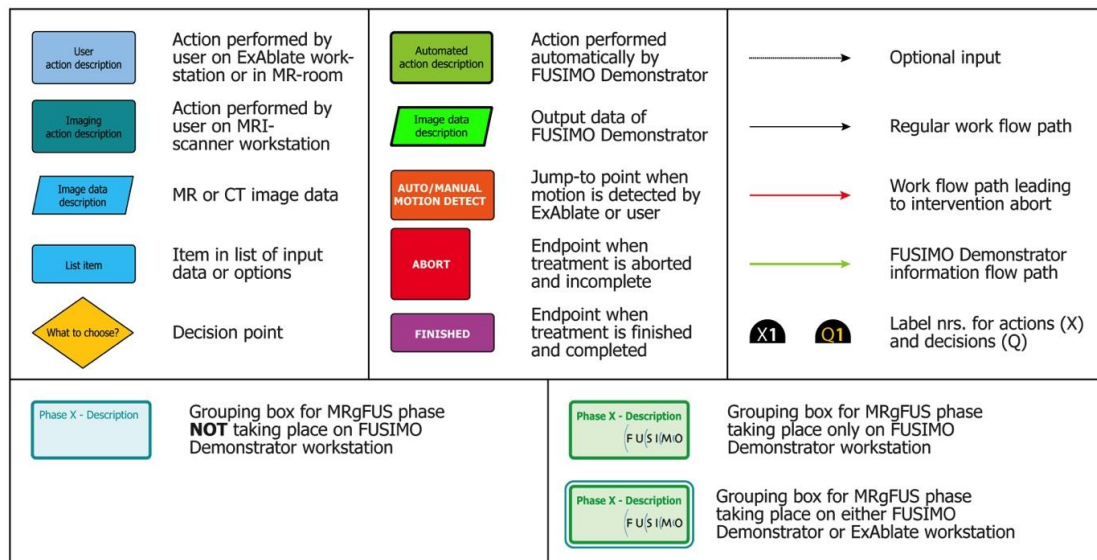 User
action description
Action performed by
user on ExAblate work-
station or in MR-room
Imaging
action description
Action performed by
user on MRI-
scanner workstation
Image data
description
MR or CT image data
List item
Item in list of input
data or options
What to choose?
Decision point
Automated
action description
Action performed
automatically by
FUSIMO Demonstrator
Image data
description
Output data of
FUSIMO Demonstrator
AUTO/MANUAL
MOTION DETECT
Jump-to point when
motion is detected by
ExAblate or user
ABORT
Endpoint when
treatment is aborted
and incomplete
FINISHED
Endpoint when
treatment is finished
and completed
Optional input
Regular work flow path
Work flow path leading
to intervention abort
FUSIMO Demonstrator
information flow path
X1
Q1
Label nrs. for actions (X)
and decisions (Q)
Phase X - Description
Grouping box for MRgFUS phase
NOT taking place on FUSIMO
Demonstrator workstation
Phase X - Description
FUSIMO
Grouping box for MRgFUS phase
taking place only on FUSIMO
Demonstrator workstation
Phase X - Description
FUSIMO
Grouping box for MRgFUS phase
taking place on either FUSIMO
Demonstrator or ExAblate workstation